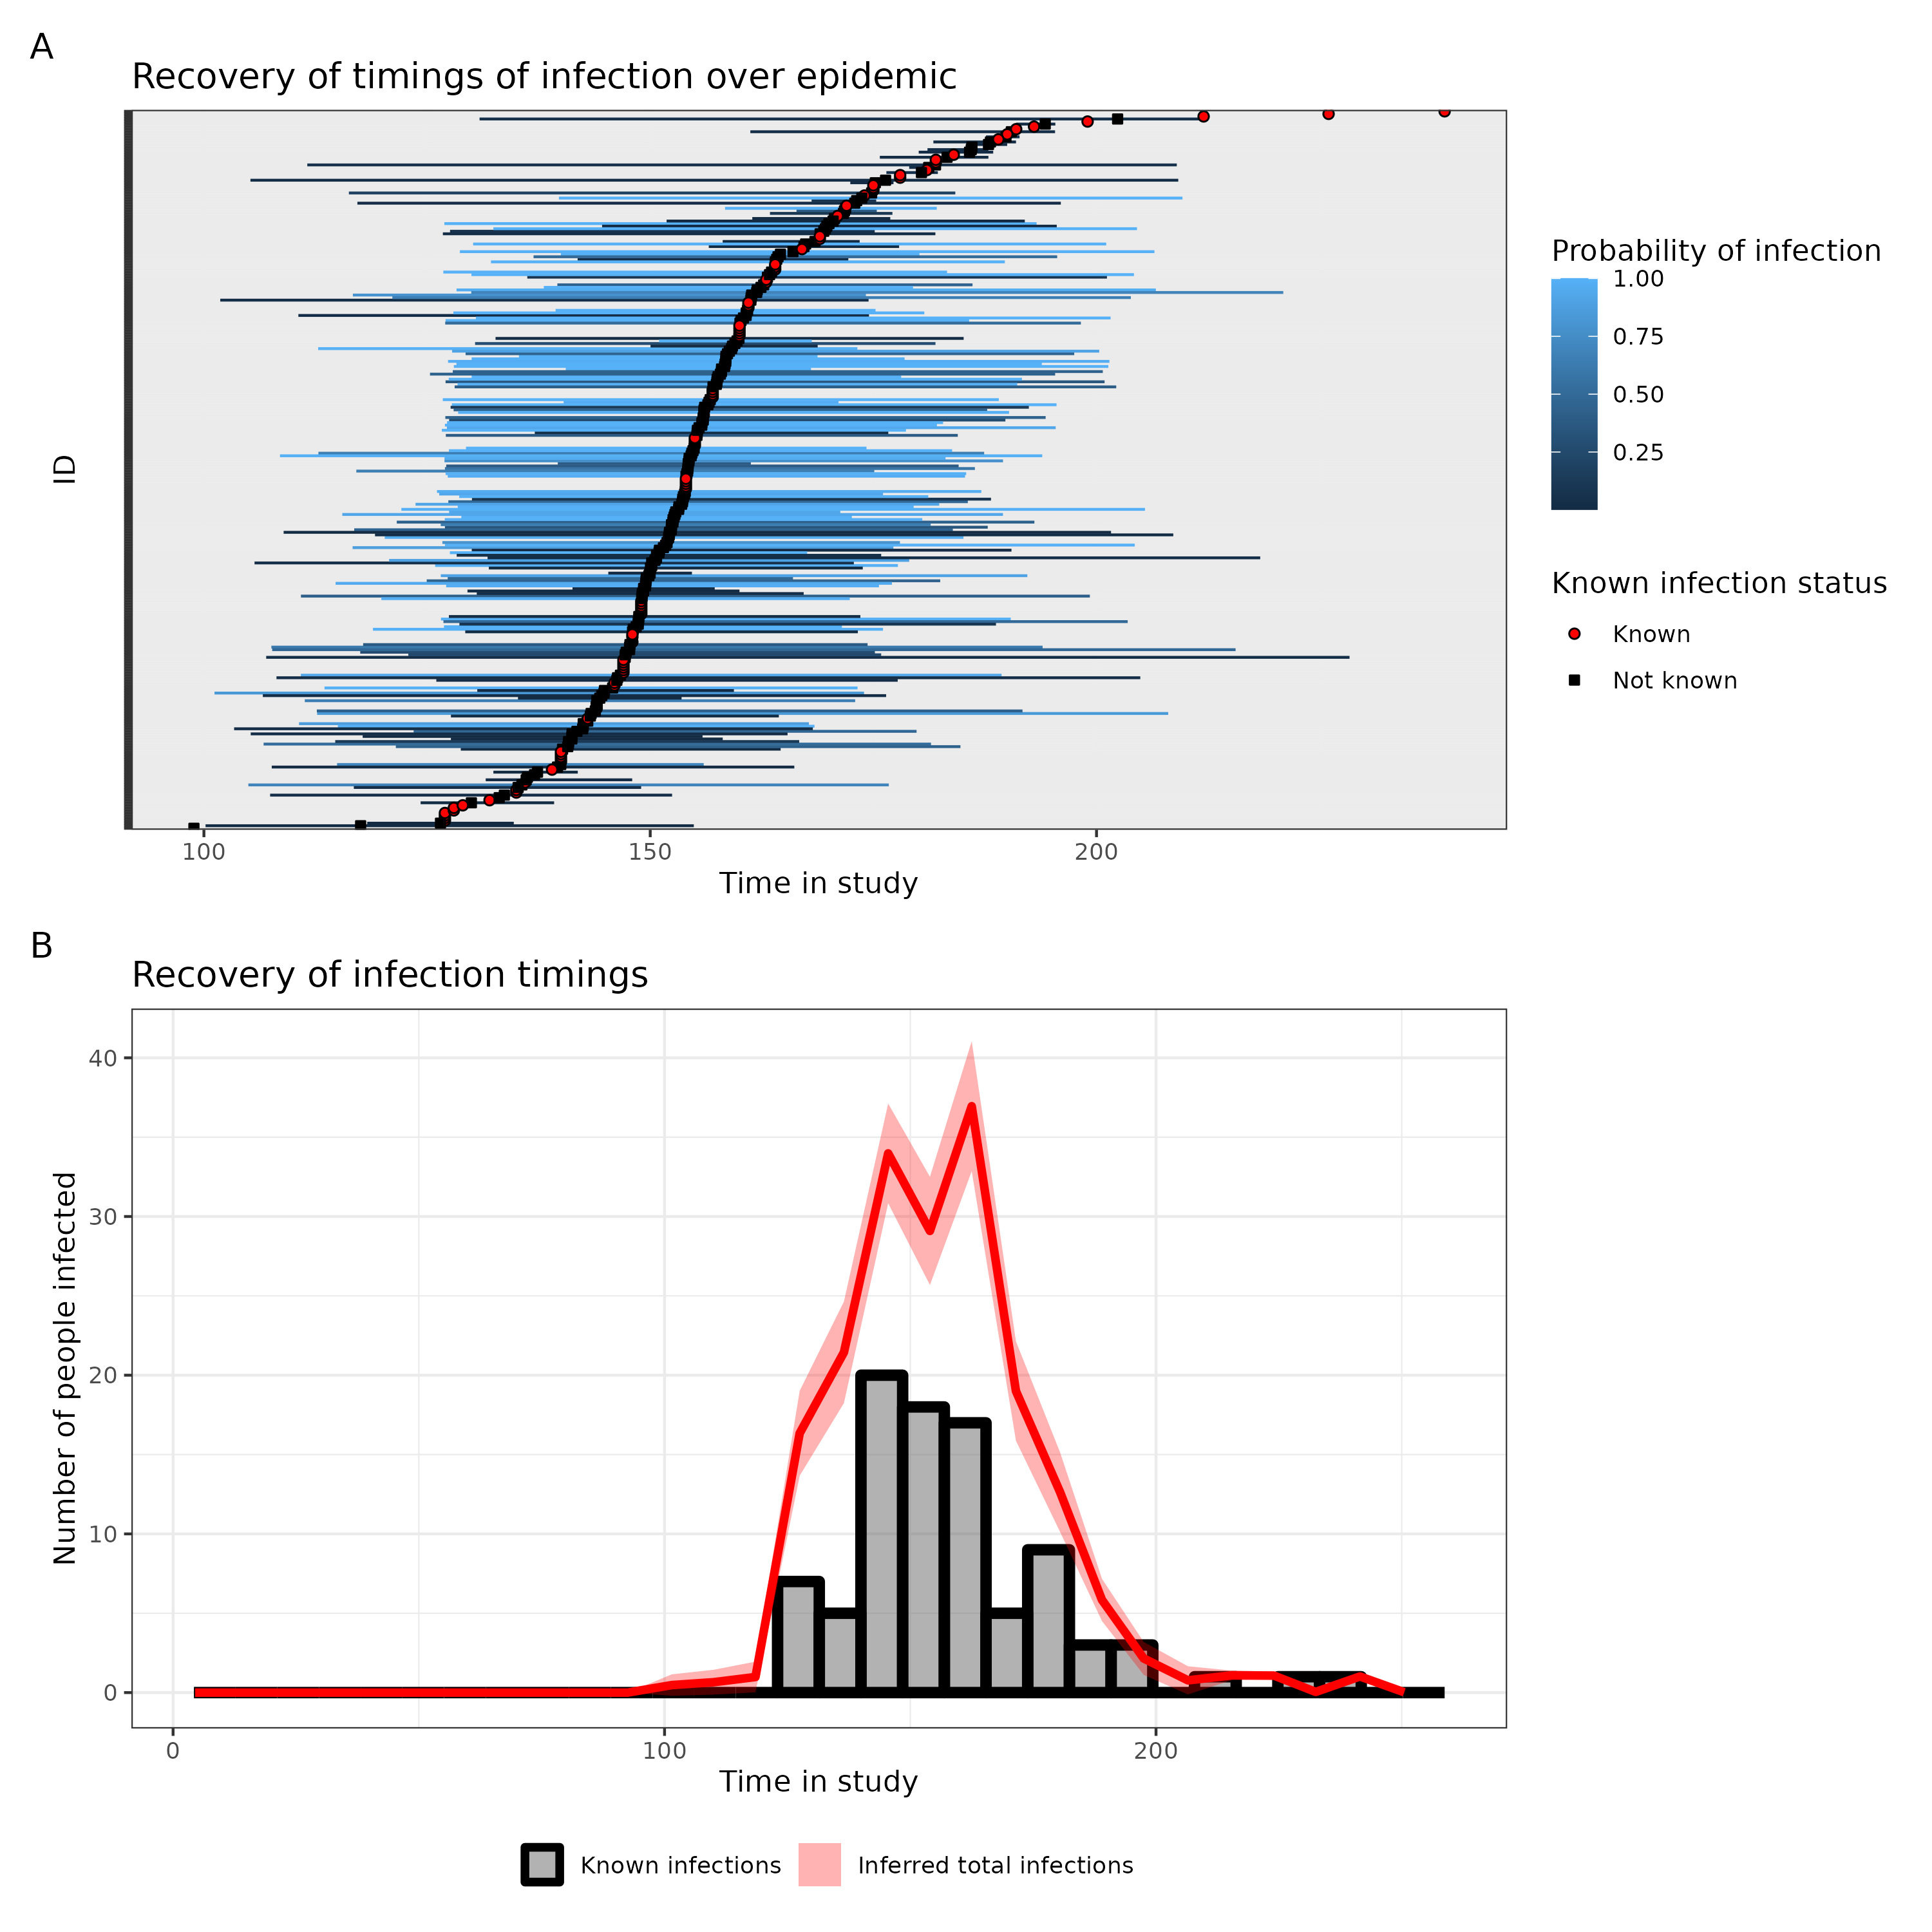 A
Recovery of timings of infection over epidemic
ID
100 150 200
Time in study
Probability of infection
1.00
0.75
0.50
0.25
Known infection status
Known
Not known
B
Recovery of infection timings
Number of people infected
40
30
20
10
0
0 100 200
Time in study
Known infections Inferred total infections